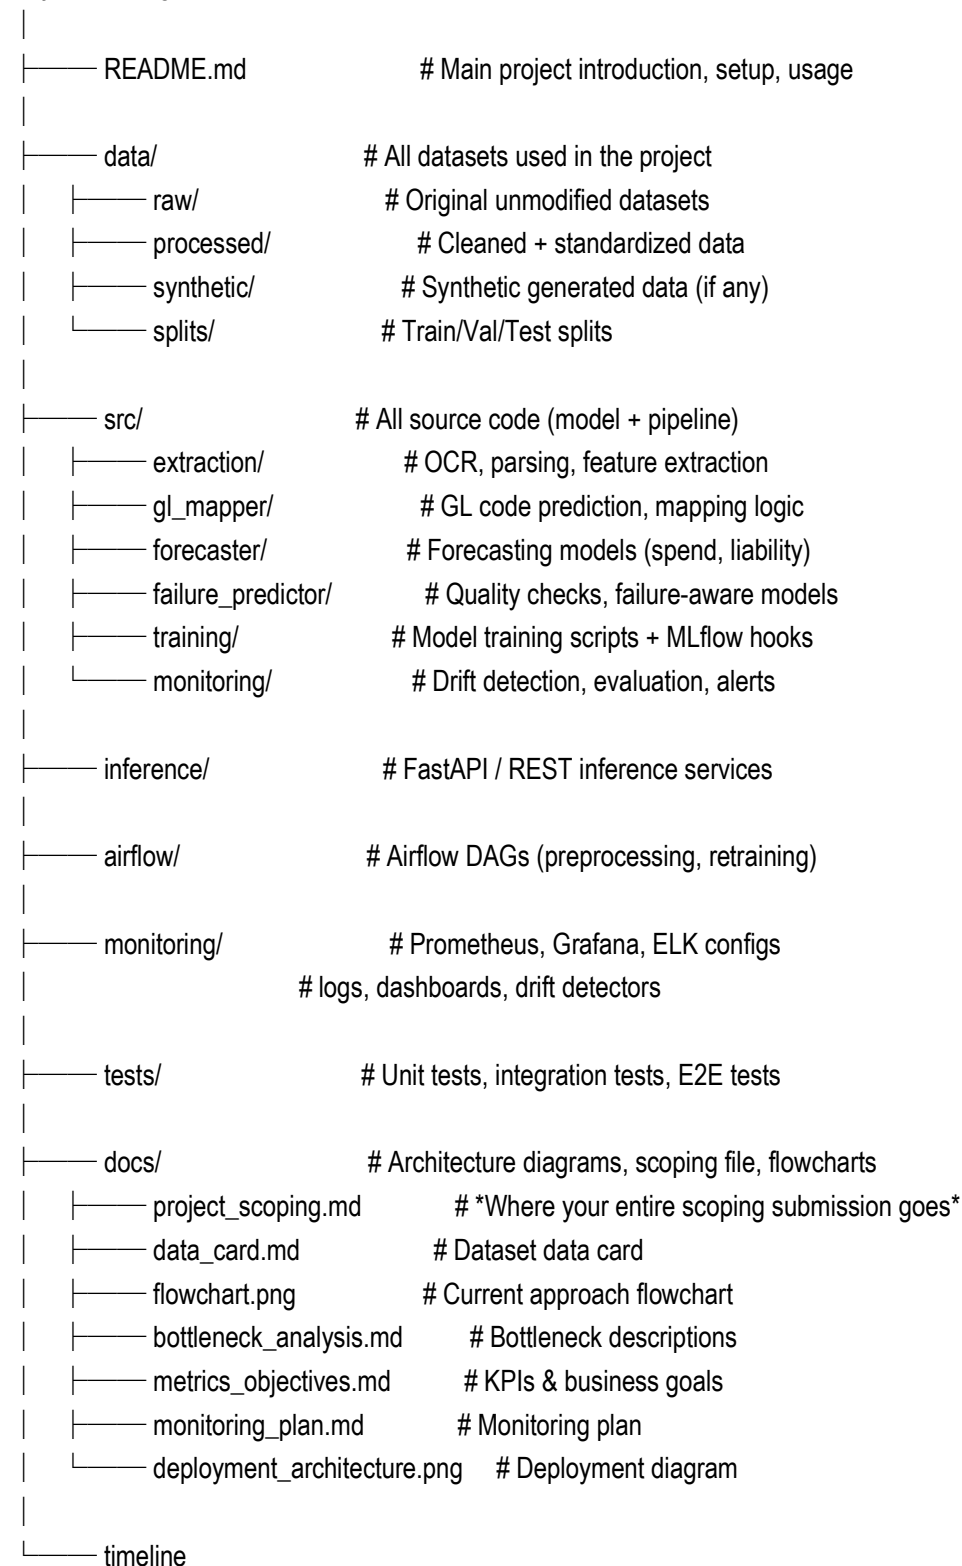 │
├── README.md # Main project introduction, setup, usage
│
├── data/ # All datasets used in the project
│ ├── raw/ # Original unmodified datasets
│ ├── processed/ # Cleaned + standardized data
│ ├── synthetic/ # Synthetic generated data (if any)
│ └── splits/ # Train/Val/Test splits
│
├── src/ # All source code (model + pipeline)
│ ├── extraction/ # OCR, parsing, feature extraction
│ ├── gl_mapper/ # GL code prediction, mapping logic
│ ├── forecaster/ # Forecasting models (spend, liability)
│ ├── failure_predictor/ # Quality checks, failure-aware models
│ ├── training/ # Model training scripts + MLflow hooks
│ └── monitoring/ # Drift detection, evaluation, alerts
│
├── inference/ # FastAPI / REST inference services
│
├── airflow/ # Airflow DAGs (preprocessing, retraining)
│
├── monitoring/ # Prometheus, Grafana, ELK configs
│ # logs, dashboards, drift detectors
│
├── tests/ # Unit tests, integration tests, E2E tests
│
├── docs/ # Architecture diagrams, scoping file, flowcharts
│ ├── project_scoping.md # *Where your entire scoping submission goes*
│ ├── data_card.md # Dataset data card
│ ├── flowchart.png # Current approach flowchart
│ ├── bottleneck_analysis.md # Bottleneck descriptions
│ ├── metrics_objectives.md # KPIs & business goals
│ ├── monitoring_plan.md # Monitoring plan
│ └── deployment_architecture.png # Deployment diagram
│
└── timeline